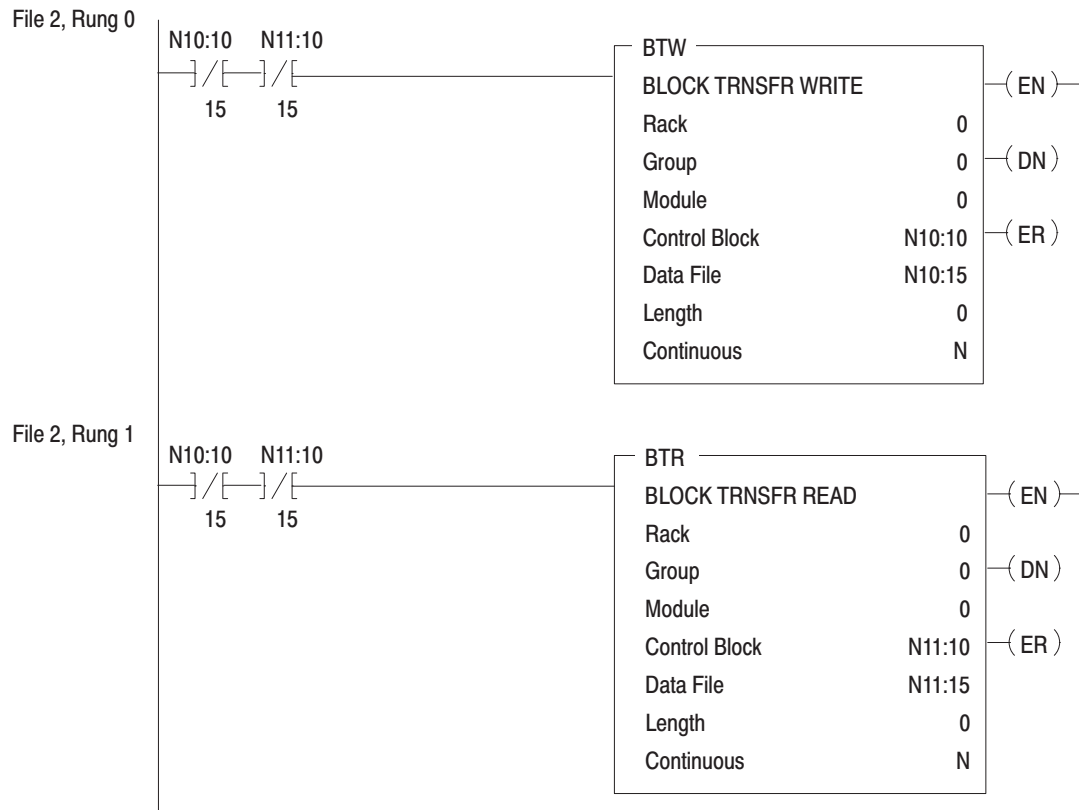 File 2, Rung 0
N10:10 N11:10
15 15
BTW
BLOCK TRNSFR WRITE
EN
Rack 0
Group 0
DN
Module 0
Control Block N10:10
ER
Data File N10:15
Length 0
Continuous N
File 2, Rung 1
N10:10 N11:10
15 15
BTR
BLOCK TRNSFR READ
EN
Rack 0
Group 0
DN
Module 0
Control Block N11:10
ER
Data File N11:15
Length 0
Continuous N